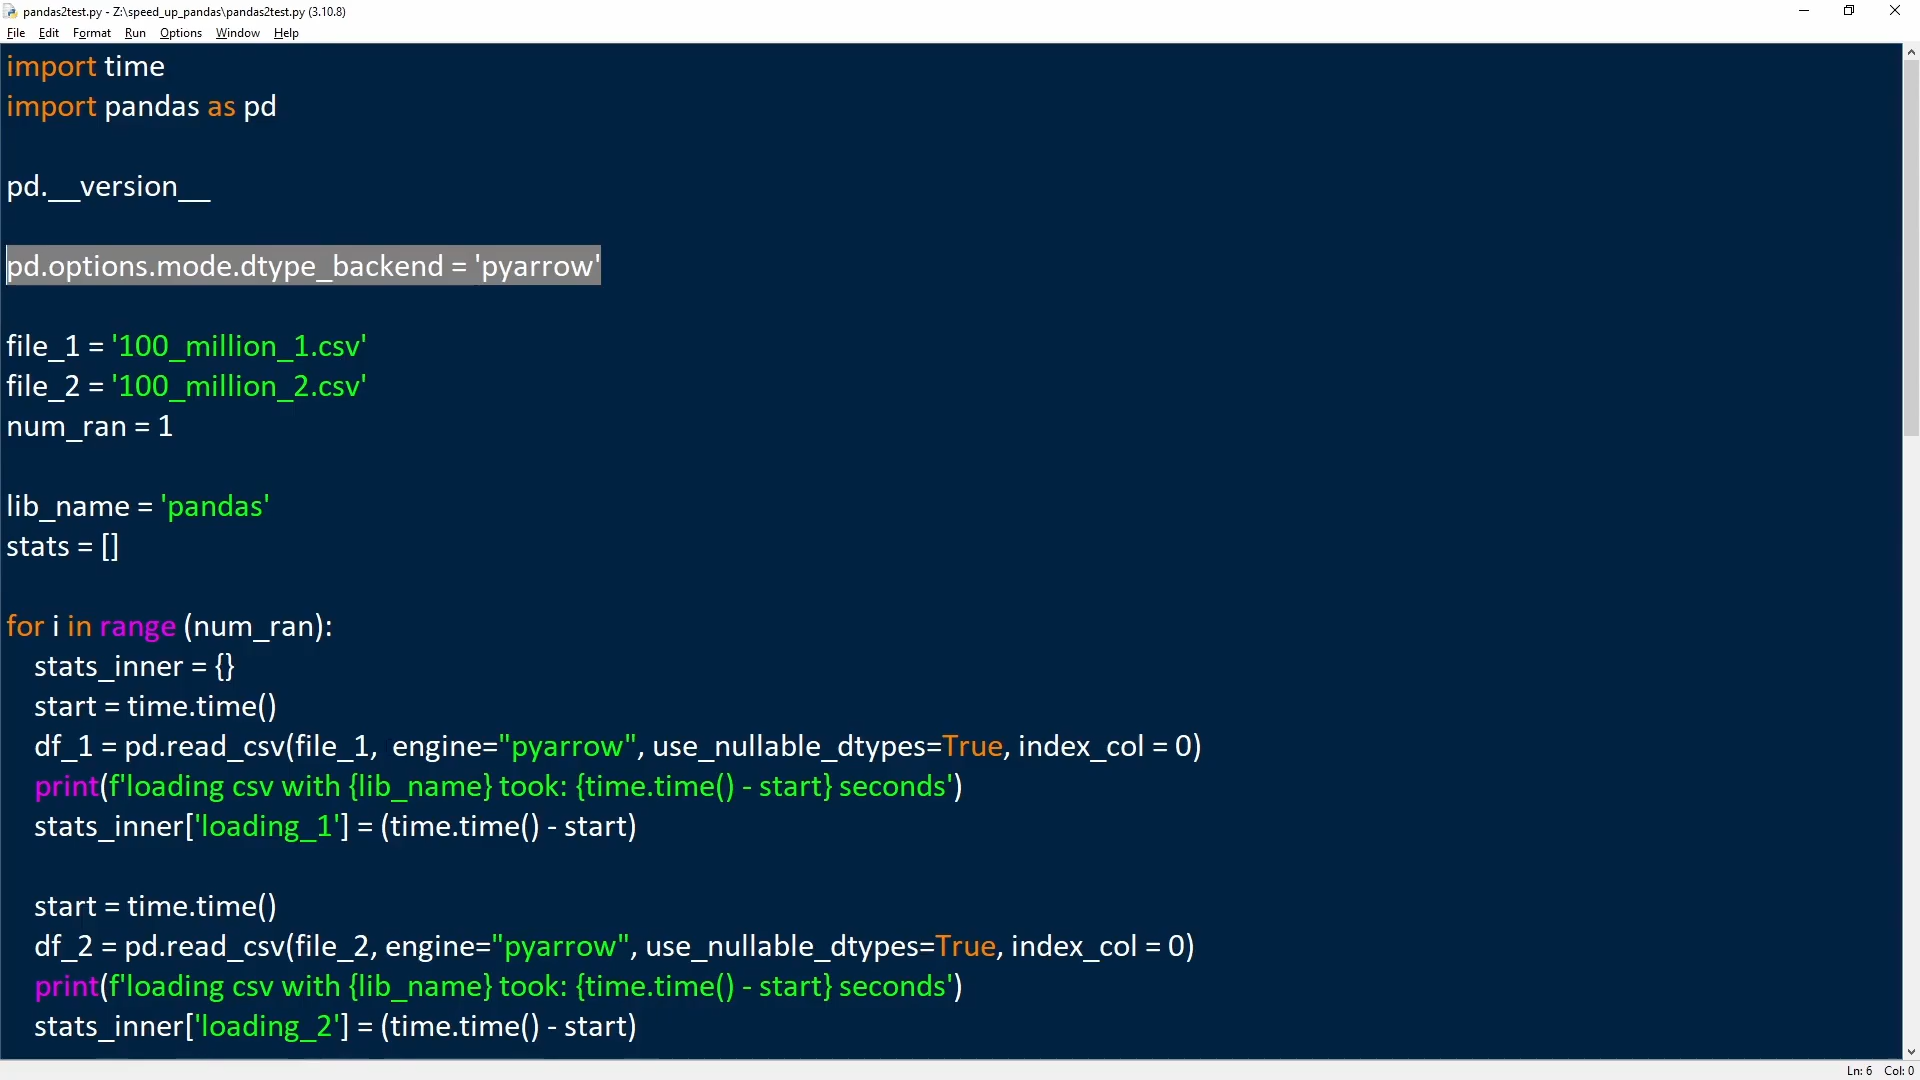 pandas2test.py - Z:\speed_up_pandas\pandas2test.py (3.10.8)
File Edit Format Run Options Window Help
import time
import pandas as pd
pd.__version__
pd.options.mode.dtype_backend = 'pyarrow'
file_1 = '100_million_1.csv'
file_2 = '100_million_2.csv'
num_ran = 1
lib_name = 'pandas'
stats = []
for i in range (num_ran):
    stats_inner = {}
    start = time.time()
    df_1 = pd.read_csv(file_1,  engine="pyarrow", use_nullable_dtypes=True, index_col = 0)
    print(f'loading csv with {lib_name} took: {time.time() - start} seconds')
    stats_inner['loading_1'] = (time.time() - start)
    start = time.time()
    df_2 = pd.read_csv(file_2, engine="pyarrow", use_nullable_dtypes=True, index_col = 0)
    print(f'loading csv with {lib_name} took: {time.time() - start} seconds')
    stats_inner['loading_2'] = (time.time() - start)
Ln: 6 Col: 0